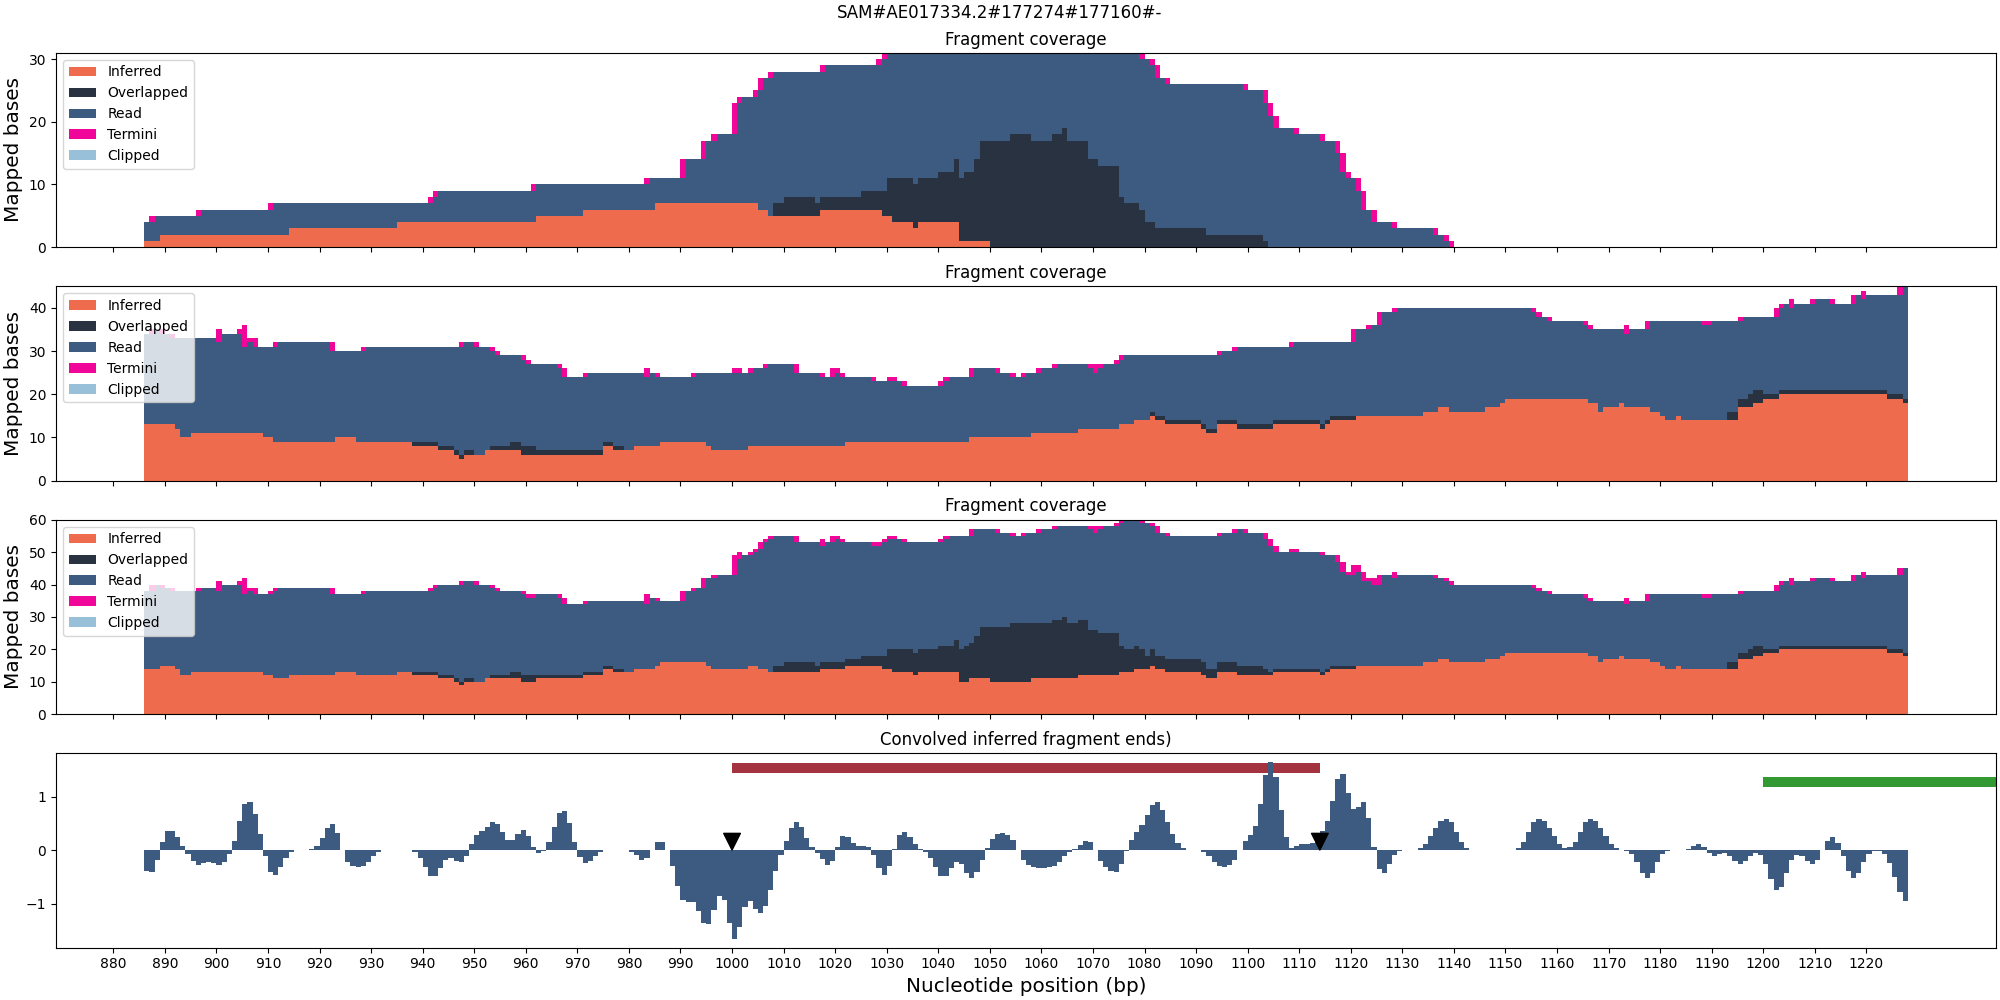 SAM#AE017334.2#177274#177160#-
Fragment coverage
Mapped bases
30
20
10
0
Inferred
Overlapped
Read
Termini
Clipped
Fragment coverage
Mapped bases
40
30
20
10
0
Inferred
Overlapped
Read
Termini
Clipped
Fragment coverage
Mapped bases
60
50
40
30
20
10
0
Inferred
Overlapped
Read
Termini
Clipped
Convolved inferred fragment ends)
1
0
−1
880 890 900 910 920 930 940 950 960 970 980 990 1000 1010 1020 1030 1040 1050 1060 1070 1080 1090 1100 1110 1120 1130 1140 1150 1160 1170 1180 1190 1200 1210 1220
Nucleotide position (bp)